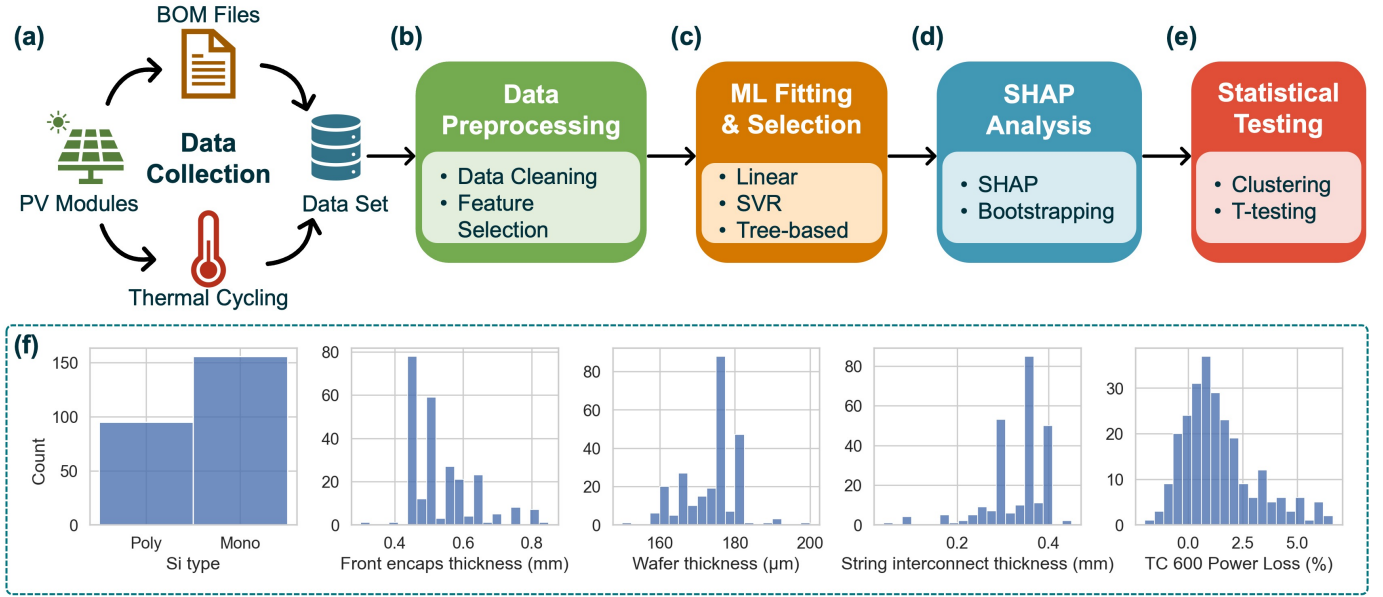 (a)
BOM Files
Data
Collection
PV Modules
Data Set
Thermal Cycling
(b)
Data
Preprocessing
• Data Cleaning
• Feature
Selection
(c)
ML Fitting
& Selection
• Linear
• SVR
• Tree-based
(d)
SHAP
Analysis
• SHAP
• Bootstrapping
(e)
Statistical
Testing
• Clustering
• T-testing
(f)
Count
150
100
50
0
Poly Mono
Si type
80
60
40
20
0
0.4 0.6 0.8
Front encaps thickness (mm)
80
60
40
20
0
160 180 200
Wafer thickness (μm)
80
60
40
20
0
0.2 0.4
String interconnect thickness (mm)
30
20
10
0
0.0 2.5 5.0
TC 600 Power Loss (%)